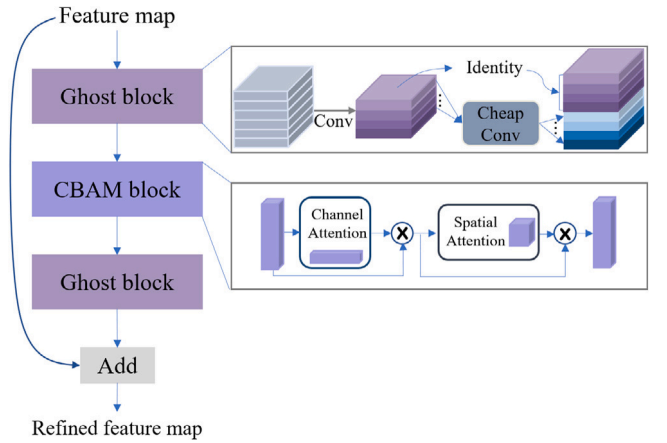 Feature map
Ghost block
Conv
Identity
Cheap
Conv
CBAM block
Channel
Attention
X
Spatial
Attention
X
Ghost block
Add
Refined feature map